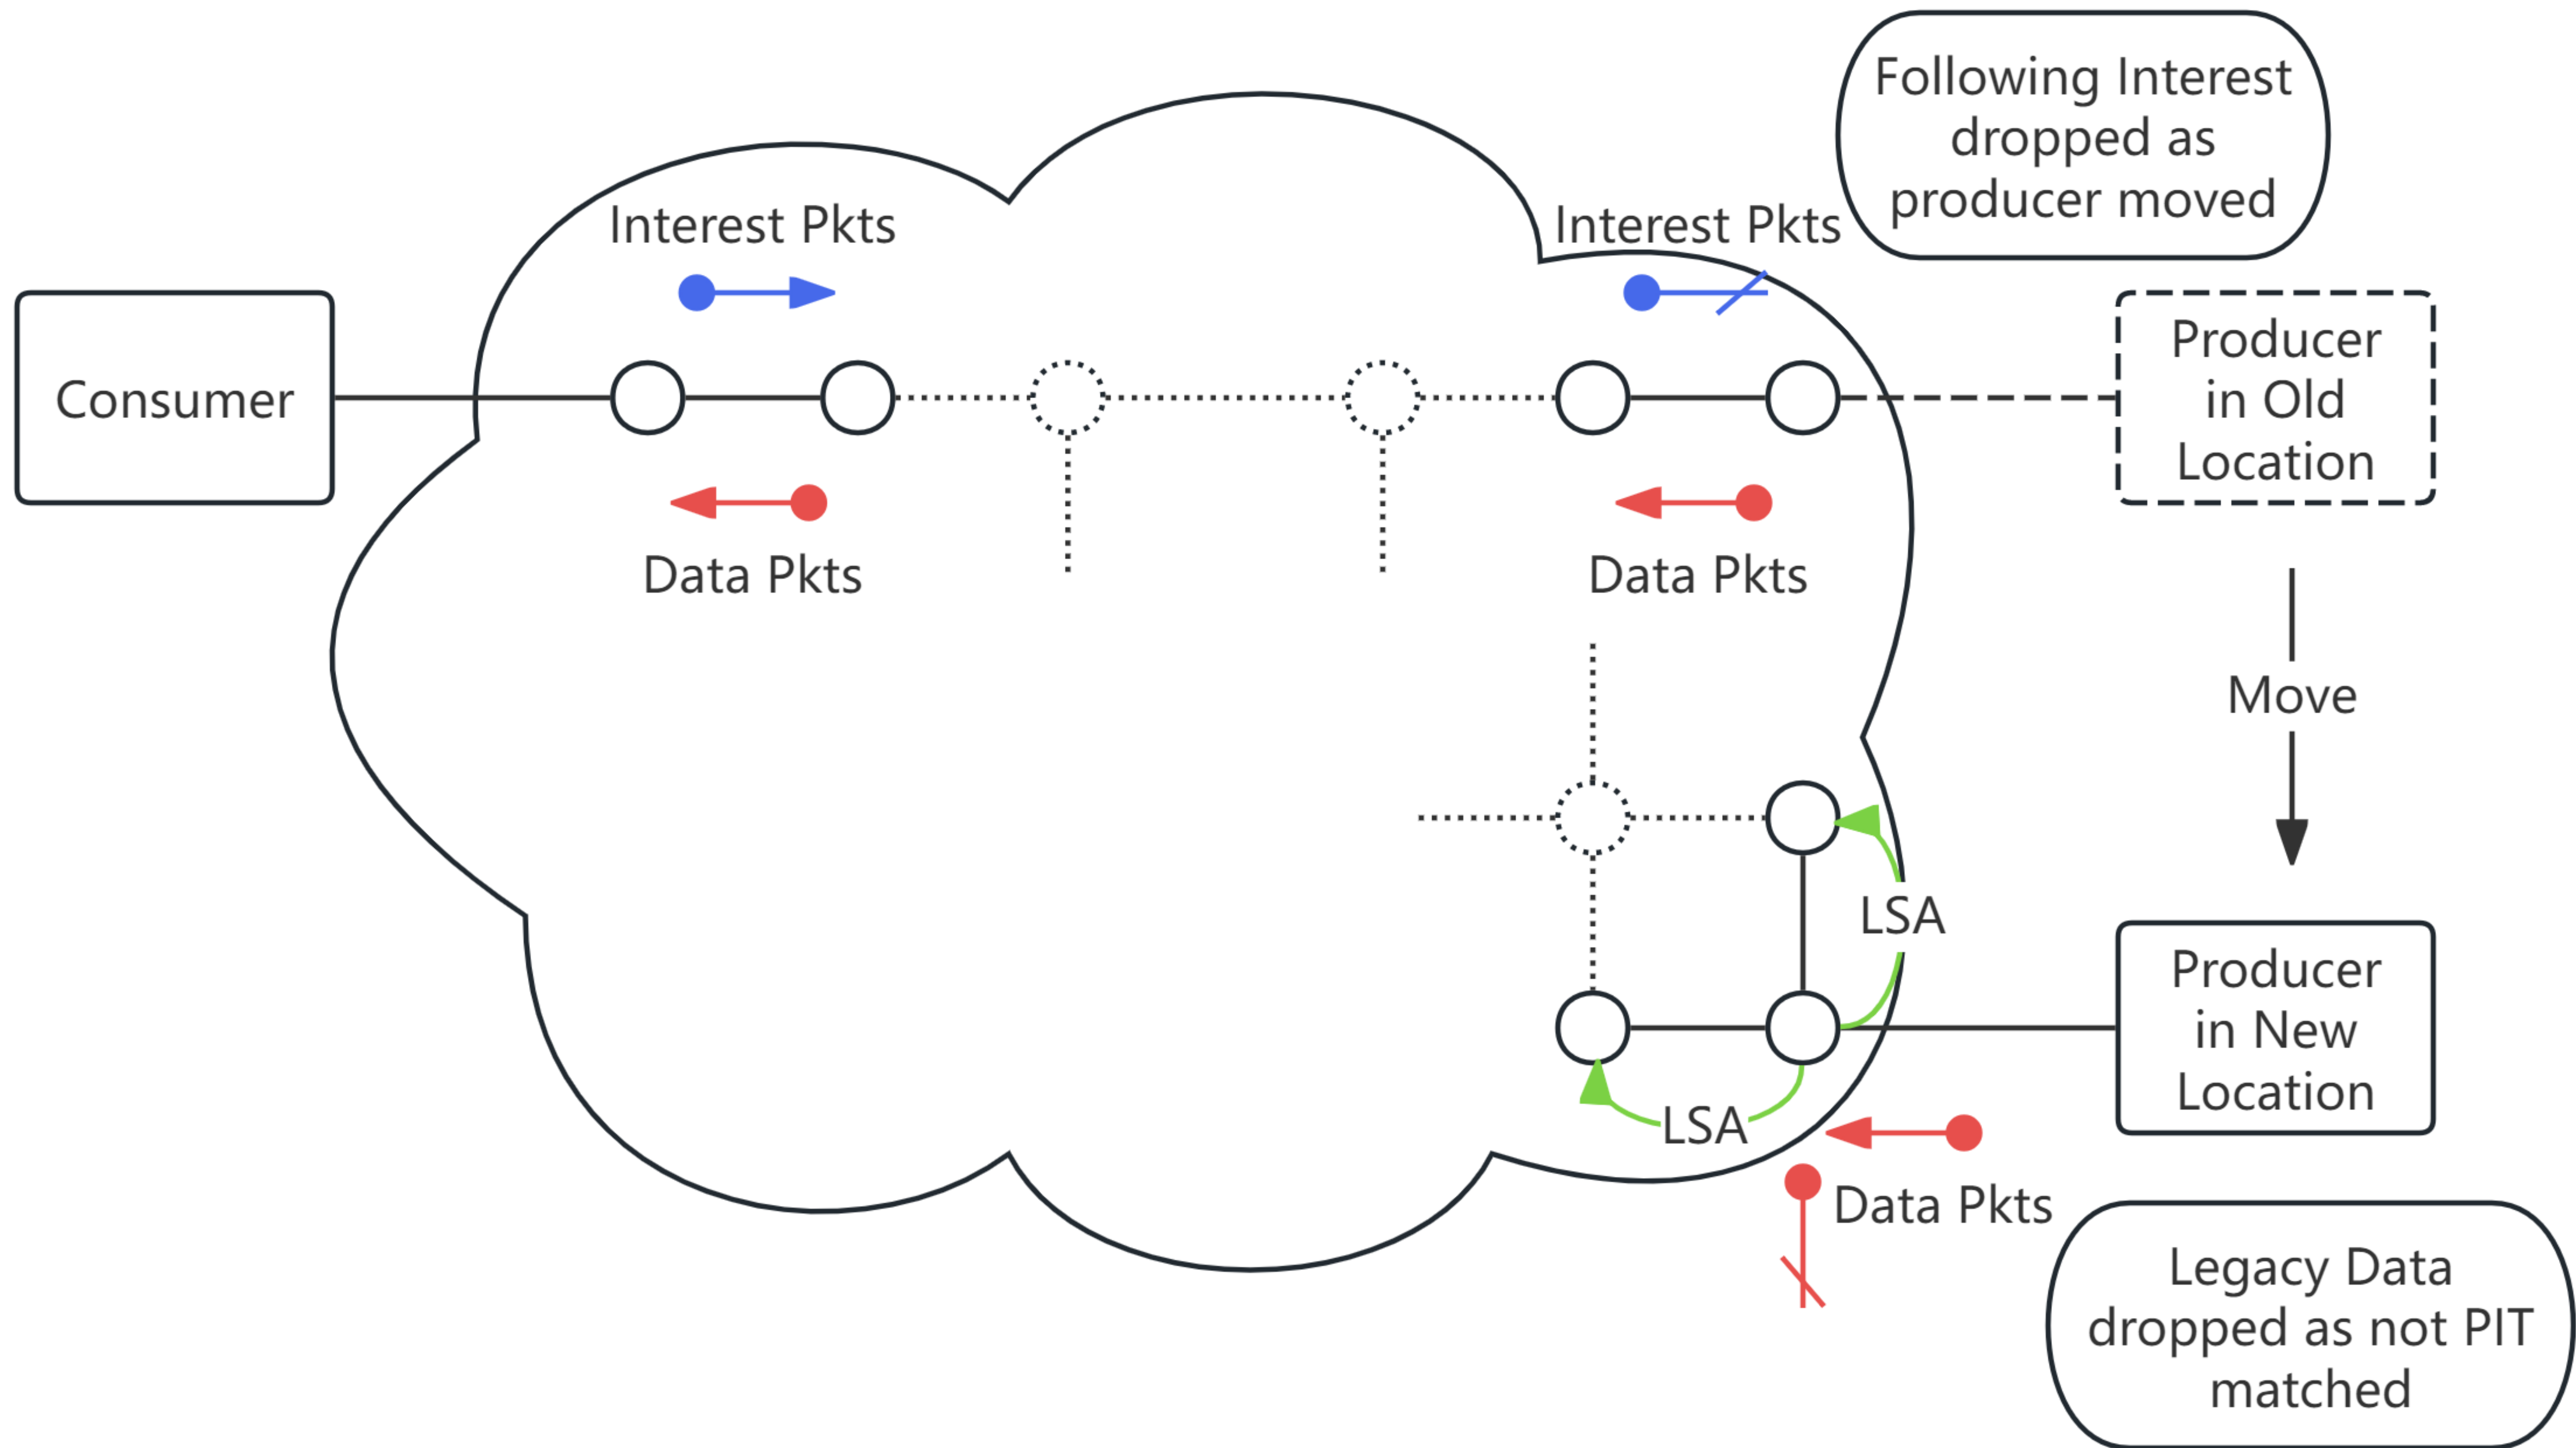 Following Interest
dropped as
producer moved
Interest Pkts
Interest Pkts
Consumer
Producer
in Old
Location
Data Pkts
Data Pkts
Move
LSA
Producer
in New
Location
LSA
Data Pkts
Legacy Data
dropped as not PIT
matched